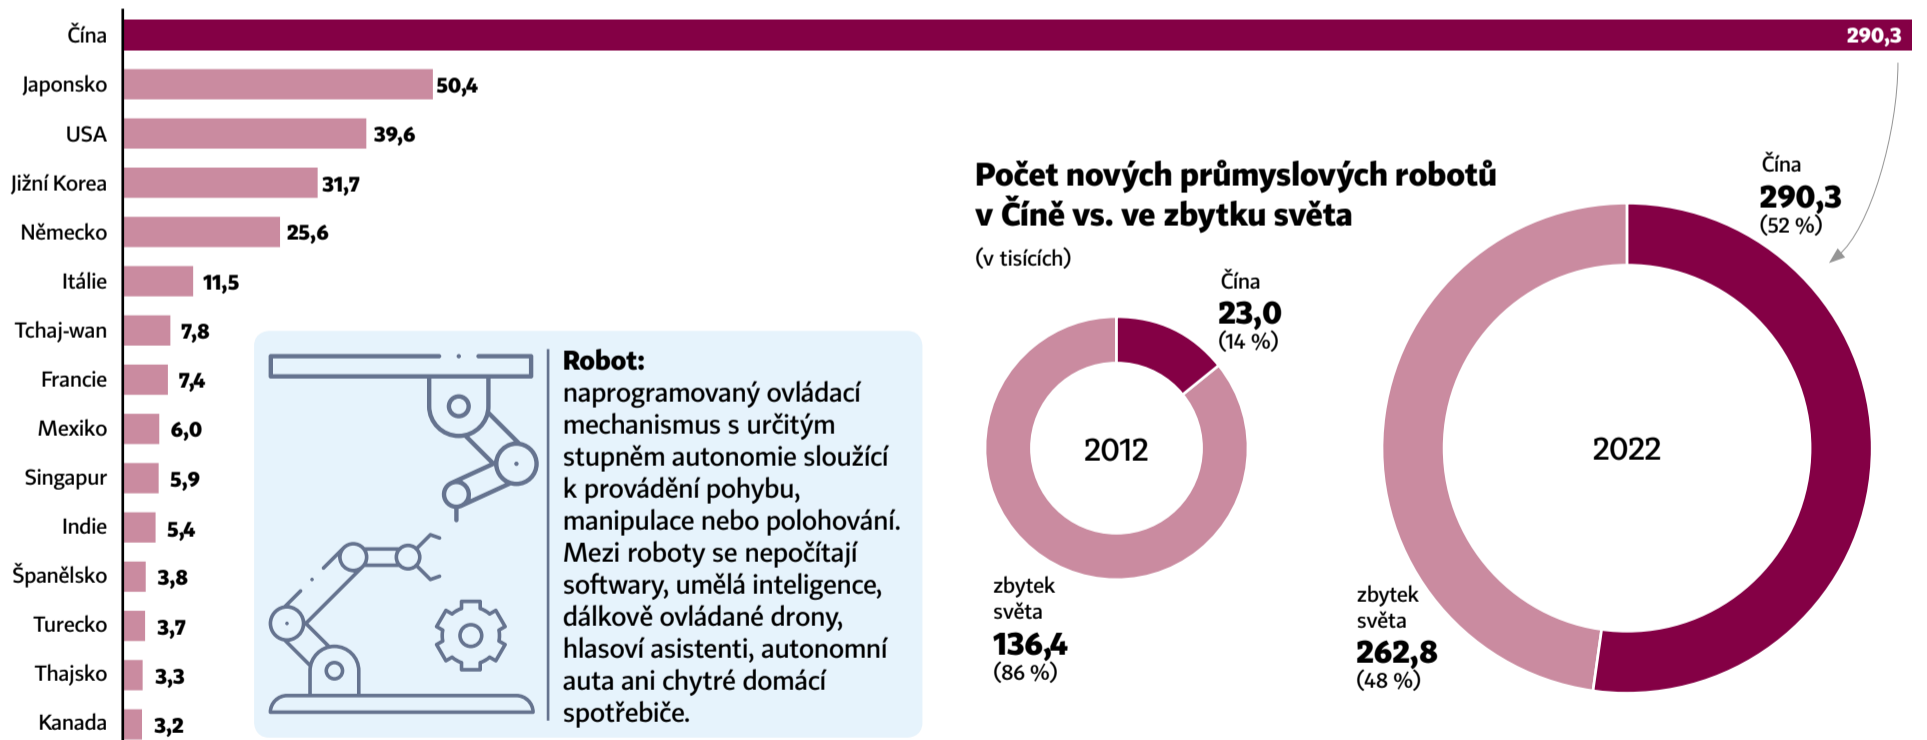 Čína 290,3
Japonsko 50,4
USA 39,6
Jižní Korea 31,7
Německo 25,6
Itálie 11,5
Tchaj-wan 7,8
Francie 7,4
Mexiko 6,0
Singapur 5,9
Indie 5,4
Španělsko 3,8
Turecko 3,7
Thajsko 3,3
Kanada 3,2
Robot:
naprogramovaný ovládací
mechanismus s určitým
stupněm autonomie sloužící
k provádění pohybu,
manipulace nebo polohování.
Mezi roboty se nepočítají
softwary, umělá inteligence,
dálkově ovládané drony,
hlasoví asistenti, autonomní
auta ani chytré domácí
spotřebiče.
Počet nových průmyslových robotů
v Číně vs. ve zbytku světa
(v tisících)
Čína
23,0
(14 %)
2012
zbytek
světa
136,4
(86 %)
Čína
290,3
(52 %)
2022
zbytek
světa
262,8
(48 %)